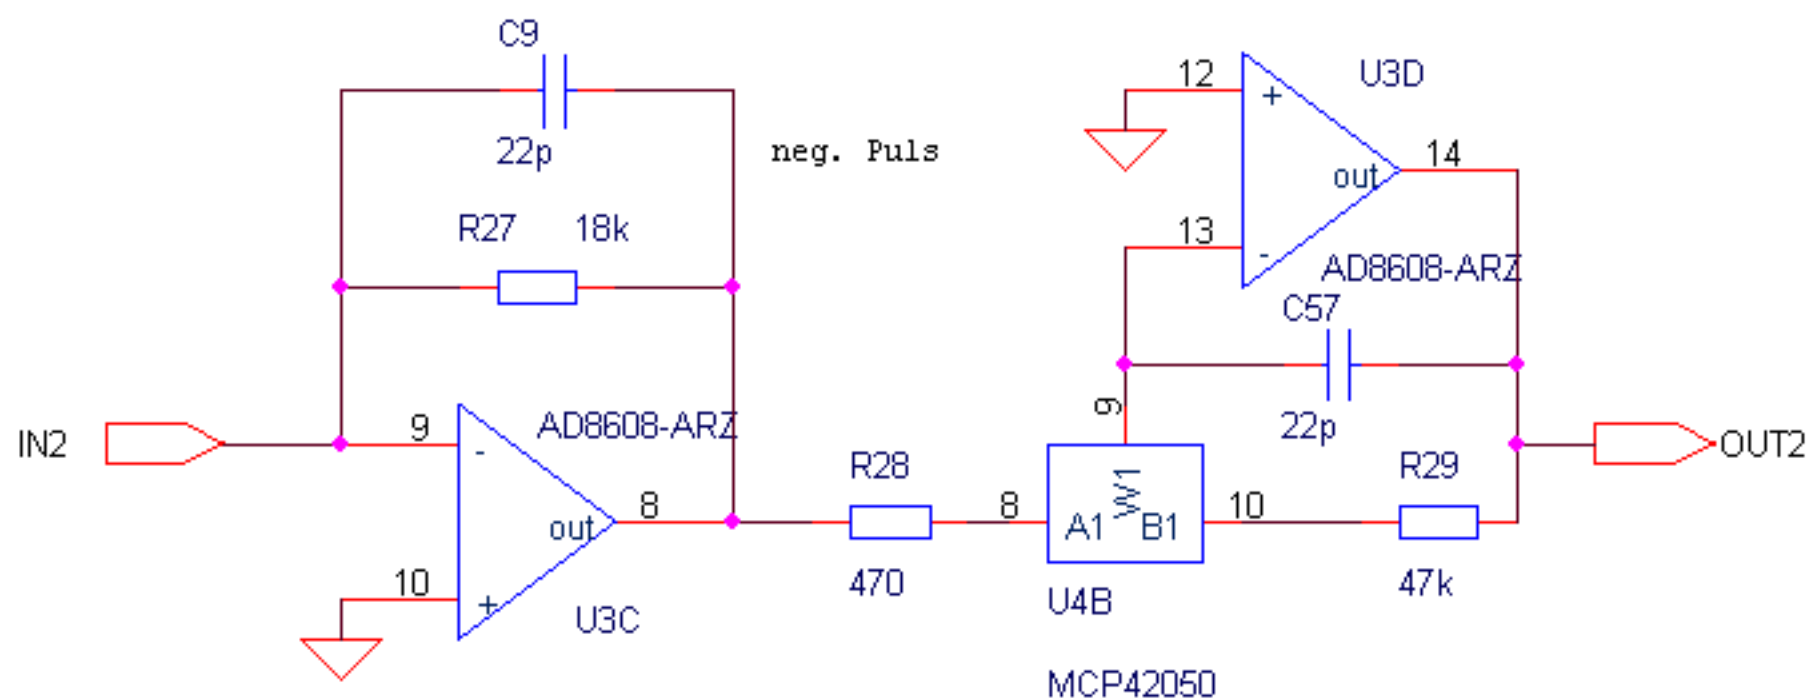 C9
22p
neg. Puls
R27 18k
IN2
9
-
AD8608-ARZ
out
8
10
+
U3C
R28
470
8
A1 W1 B1
9
10
U4B
MCP42050
R29
47k
12
+
U3D
out
14
13
-
AD8608-ARZ
C57
22p
OUT2